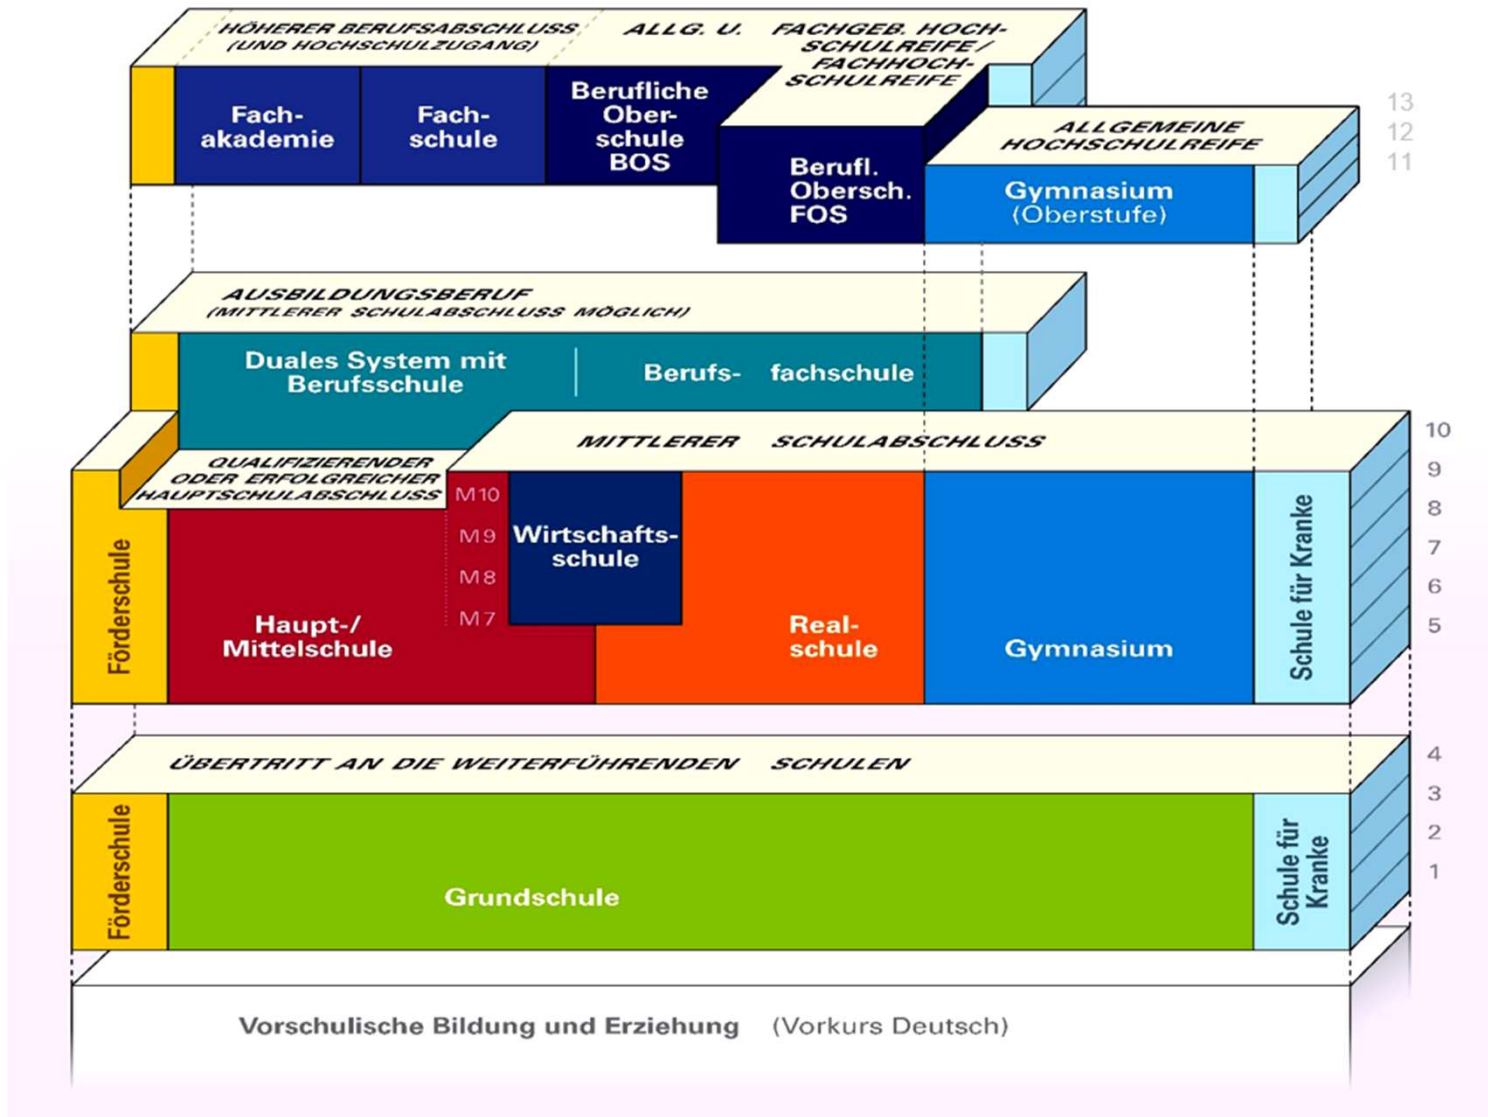 HÖHERER BERUFSABSCHLUSS
(UND HOCHSCHULZUGANG)
ALLG. U. FACHGEB. HOCH-
SCHULREIFE /
FACHHOCH-
SCHULREIFE
Fach-
akademie
Fach-
schule
Berufliche
Ober-
schule
BOS
Berufl.
Obersch.
FOS
ALLGEMEINE
HOCHSCHULREIFE
Gymnasium
(Oberstufe)
13
12
11
AUSBILDUNGSBERUF
(MITTLERER SCHULABSCHLUSS MÖGLICH)
Duales System mit
Berufsschule
Berufs- fachschule
MITTLERER SCHULABSCHLUSS
QUALIFIZIERENDER
ODER ERFOLGREICHER
HAUPTSCHULABSCHLUSS
M10
M9
M8
M7
Wirtschafts-
schule
Förderschule
Haupt-/
Mittelschule
Real-
schule
Gymnasium
Schule für Kranke
10
9
8
7
6
5
ÜBERTRITT AN DIE WEITERFÜHRENDEN SCHULEN
Förderschule
Grundschule
Schule für
Kranke
4
3
2
1
Vorschulische Bildung und Erziehung (Vorkurs Deutsch)